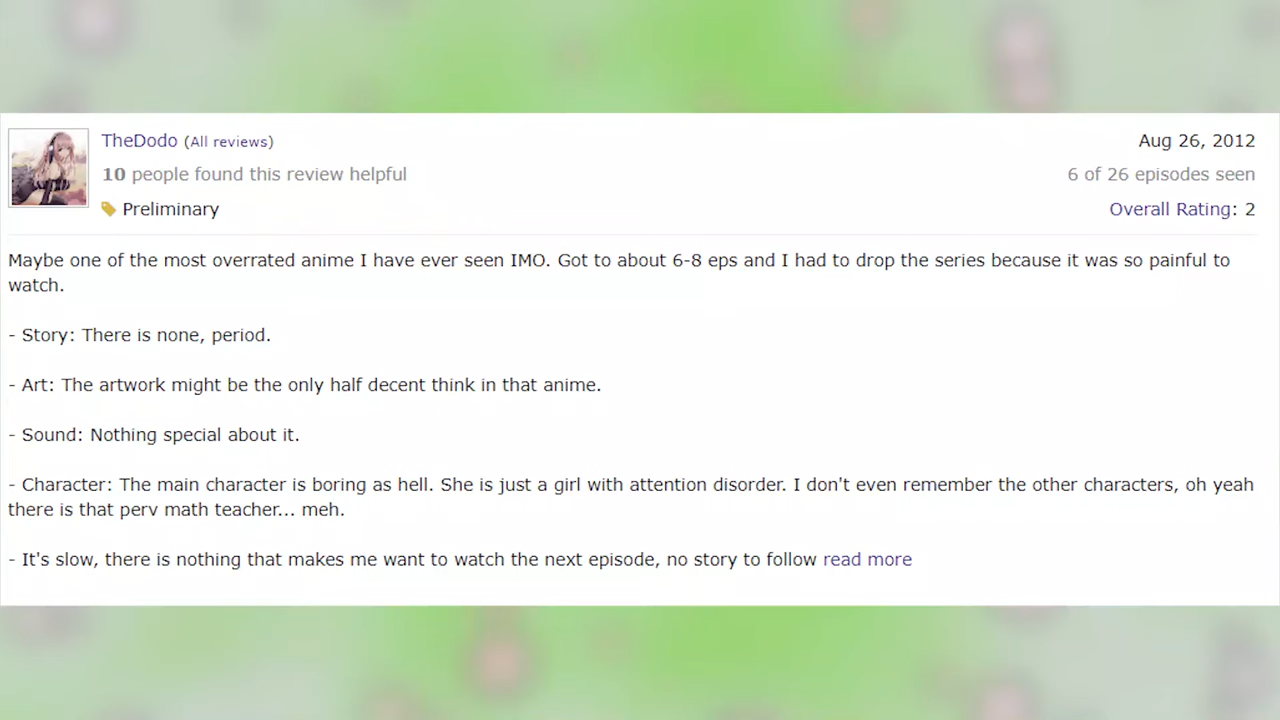 TheDodo (All reviews)
Aug 26, 2012
10 people found this review helpful
6 of 26 episodes seen
Preliminary
Overall Rating: 2
Maybe one of the most overrated anime I have ever seen IMO. Got to about 6-8 eps and I had to drop the series because it was so painful to
watch.
- Story: There is none, period.
- Art: The artwork might be the only half decent think in that anime.
- Sound: Nothing special about it.
- Character: The main character is boring as hell. She is just a girl with attention disorder. I don't even remember the other characters, oh yeah
there is that perv math teacher... meh.
- It's slow, there is nothing that makes me want to watch the next episode, no story to follow read more